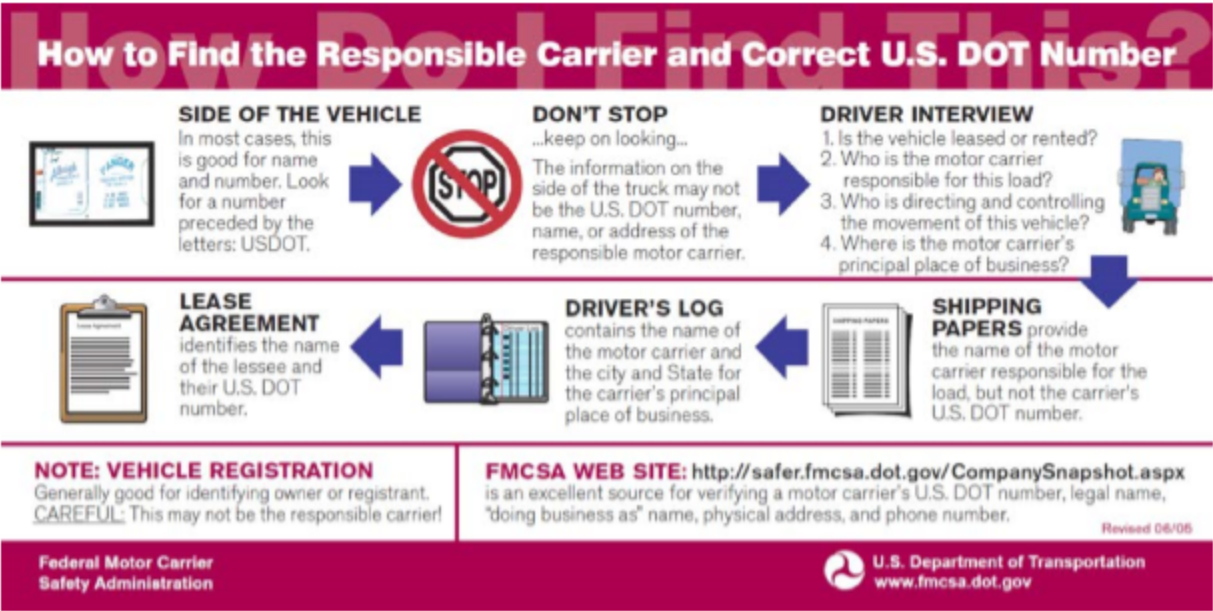 How Do I Find This?
How to Find the Responsible Carrier and Correct U.S. DOT Number
SIDE OF THE VEHICLE
In most cases, this
is good for name
and number. Look
for a number
preceded by the
letters: USDOT.
STOP
DON'T STOP
...keep on looking...
The information on the
side of the truck may not
be the U.S. DOT number,
name, or address of the
responsible motor carrier.
DRIVER INTERVIEW
1. Is the vehicle leased or rented?
2. Who is the motor carrier
responsible for this load?
3. Who is directing and controlling
the movement of this vehicle?
4. Where is the motor carrier's
principal place of business?
Lease Agreement
LEASE
AGREEMENT
identifies the name
of the lessee and
their U.S. DOT
number.
DRIVER'S LOG
contains the name of
the motor carrier and
the city and State for
the carrier's principal
place of business.
SHIPPING PAPERS
SHIPPING
PAPERS provide
the name of the motor
carrier responsible for the
load, but not the carrier's
U.S. DOT number.
NOTE: VEHICLE REGISTRATION
Generally good for identifying owner or registrant.
CAREFUL: This may not be the responsible carrier!
FMCSA WEB SITE: http://safer.fmcsa.dot.gov/CompanySnapshot.aspx
is an excellent source for verifying a motor carrier's U.S. DOT number, legal name,
"doing business as" name, physical address, and phone number.
Revised 06/05
Federal Motor Carrier
Safety Administration
U.S. Department of Transportation
www.fmcsa.dot.gov